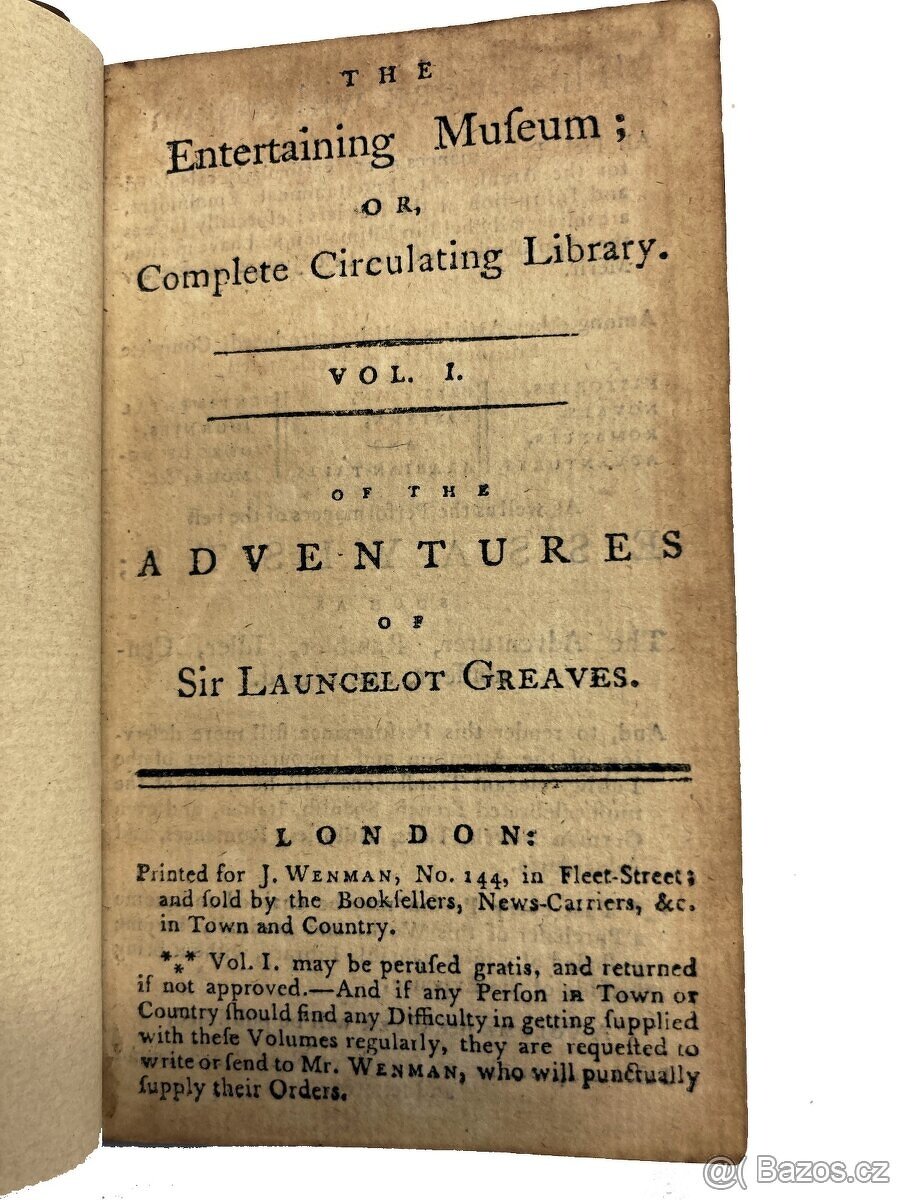 THE
Entertaining Muſeum;
OR,
Complete Circulating Library.
VOL. I.
OF THE
ADVENTURES
OF
Sir LAUNCELOT GREAVES.
LONDON:
Printed for J. WENMAN, No. 144, in Fleet-Street;
and ſold by the Bookſellers, News-Carriers, &c.
in Town and Country.
*⁎* Vol. I. may be peruſed gratis, and returned
if not approved.—And if any Perſon in Town or
Country ſhould find any Difficulty in getting ſupplied
with theſe Volumes regularly, they are requeſted to
write or ſend to Mr. WENMAN, who will punctually
ſupply their Orders.
@ Bazos.cz